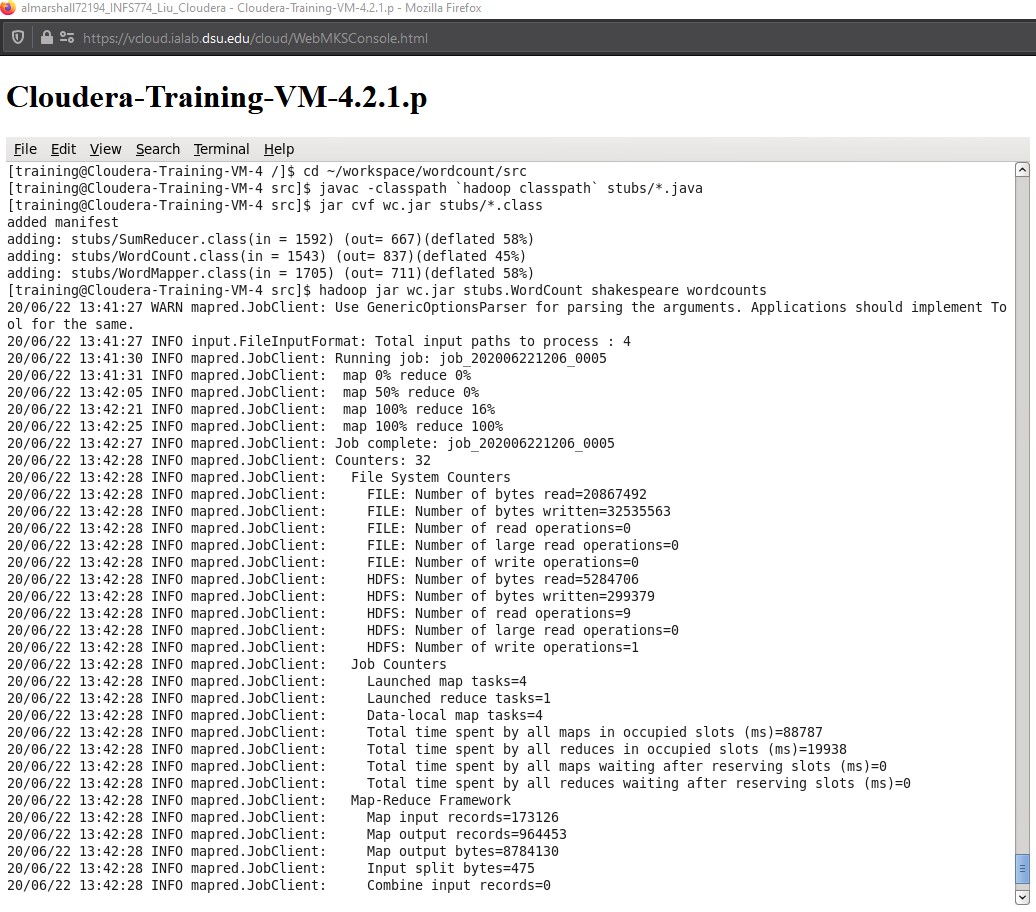 almarshall72194_INFS774_Liu_Cloudera - Cloudera-Training-VM-4.2.1.p - Mozilla Firefox
https://vcloud.ialab.dsu.edu/cloud/WebMKSConsole.html
Cloudera-Training-VM-4.2.1.p
File Edit View Search Terminal Help
[training@Cloudera-Training-VM-4 /]$ cd ~/workspace/wordcount/src
[training@Cloudera-Training-VM-4 src]$ javac -classpath `hadoop classpath` stubs/*.java
[training@Cloudera-Training-VM-4 src]$ jar cvf wc.jar stubs/*.class
added manifest
adding: stubs/SumReducer.class(in = 1592) (out= 667)(deflated 58%)
adding: stubs/WordCount.class(in = 1543) (out= 837)(deflated 45%)
adding: stubs/WordMapper.class(in = 1705) (out= 711)(deflated 58%)
[training@Cloudera-Training-VM-4 src]$ hadoop jar wc.jar stubs.WordCount shakespeare wordcounts
20/06/22 13:41:27 WARN mapred.JobClient: Use GenericOptionsParser for parsing the arguments. Applications should implement To
ol for the same.
20/06/22 13:41:27 INFO input.FileInputFormat: Total input paths to process : 4
20/06/22 13:41:30 INFO mapred.JobClient: Running job: job_202006221206_0005
20/06/22 13:41:31 INFO mapred.JobClient:  map 0% reduce 0%
20/06/22 13:42:05 INFO mapred.JobClient:  map 50% reduce 0%
20/06/22 13:42:21 INFO mapred.JobClient:  map 100% reduce 16%
20/06/22 13:42:25 INFO mapred.JobClient:  map 100% reduce 100%
20/06/22 13:42:27 INFO mapred.JobClient: Job complete: job_202006221206_0005
20/06/22 13:42:28 INFO mapred.JobClient: Counters: 32
20/06/22 13:42:28 INFO mapred.JobClient:   File System Counters
20/06/22 13:42:28 INFO mapred.JobClient:     FILE: Number of bytes read=20867492
20/06/22 13:42:28 INFO mapred.JobClient:     FILE: Number of bytes written=32535563
20/06/22 13:42:28 INFO mapred.JobClient:     FILE: Number of read operations=0
20/06/22 13:42:28 INFO mapred.JobClient:     FILE: Number of large read operations=0
20/06/22 13:42:28 INFO mapred.JobClient:     FILE: Number of write operations=0
20/06/22 13:42:28 INFO mapred.JobClient:     HDFS: Number of bytes read=5284706
20/06/22 13:42:28 INFO mapred.JobClient:     HDFS: Number of bytes written=299379
20/06/22 13:42:28 INFO mapred.JobClient:     HDFS: Number of read operations=9
20/06/22 13:42:28 INFO mapred.JobClient:     HDFS: Number of large read operations=0
20/06/22 13:42:28 INFO mapred.JobClient:     HDFS: Number of write operations=1
20/06/22 13:42:28 INFO mapred.JobClient:   Job Counters
20/06/22 13:42:28 INFO mapred.JobClient:     Launched map tasks=4
20/06/22 13:42:28 INFO mapred.JobClient:     Launched reduce tasks=1
20/06/22 13:42:28 INFO mapred.JobClient:     Data-local map tasks=4
20/06/22 13:42:28 INFO mapred.JobClient:     Total time spent by all maps in occupied slots (ms)=88787
20/06/22 13:42:28 INFO mapred.JobClient:     Total time spent by all reduces in occupied slots (ms)=19938
20/06/22 13:42:28 INFO mapred.JobClient:     Total time spent by all maps waiting after reserving slots (ms)=0
20/06/22 13:42:28 INFO mapred.JobClient:     Total time spent by all reduces waiting after reserving slots (ms)=0
20/06/22 13:42:28 INFO mapred.JobClient:   Map-Reduce Framework
20/06/22 13:42:28 INFO mapred.JobClient:     Map input records=173126
20/06/22 13:42:28 INFO mapred.JobClient:     Map output records=964453
20/06/22 13:42:28 INFO mapred.JobClient:     Map output bytes=8784130
20/06/22 13:42:28 INFO mapred.JobClient:     Input split bytes=475
20/06/22 13:42:28 INFO mapred.JobClient:     Combine input records=0